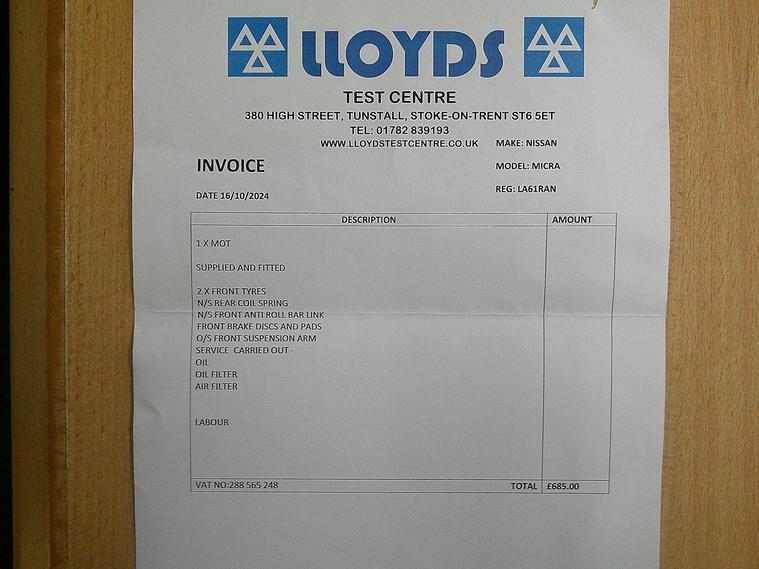 LLOYDS
TEST CENTRE
380 HIGH STREET, TUNSTALL, STOKE-ON-TRENT ST6 5ET
TEL: 01782 839193
WWW.LLOYDSTESTCENTRE.CO.UK
MAKE: NISSAN
INVOICE
MODEL: MICRA
REG: LA61RAN
DATE 16/10/2024
DESCRIPTION AMOUNT
1 X MOT
SUPPLIED AND FITTED
2 X FRONT TYRES
N/S REAR COIL SPRING
N/S FRONT ANTI ROLL BAR LINK
FRONT BRAKE DISCS AND PADS
O/S FRONT SUSPENSION ARM
SERVICE CARRIED OUT -
OIL
OIL FILTER
AIR FILTER
LABOUR
VAT NO:288 565 248 TOTAL £685.00